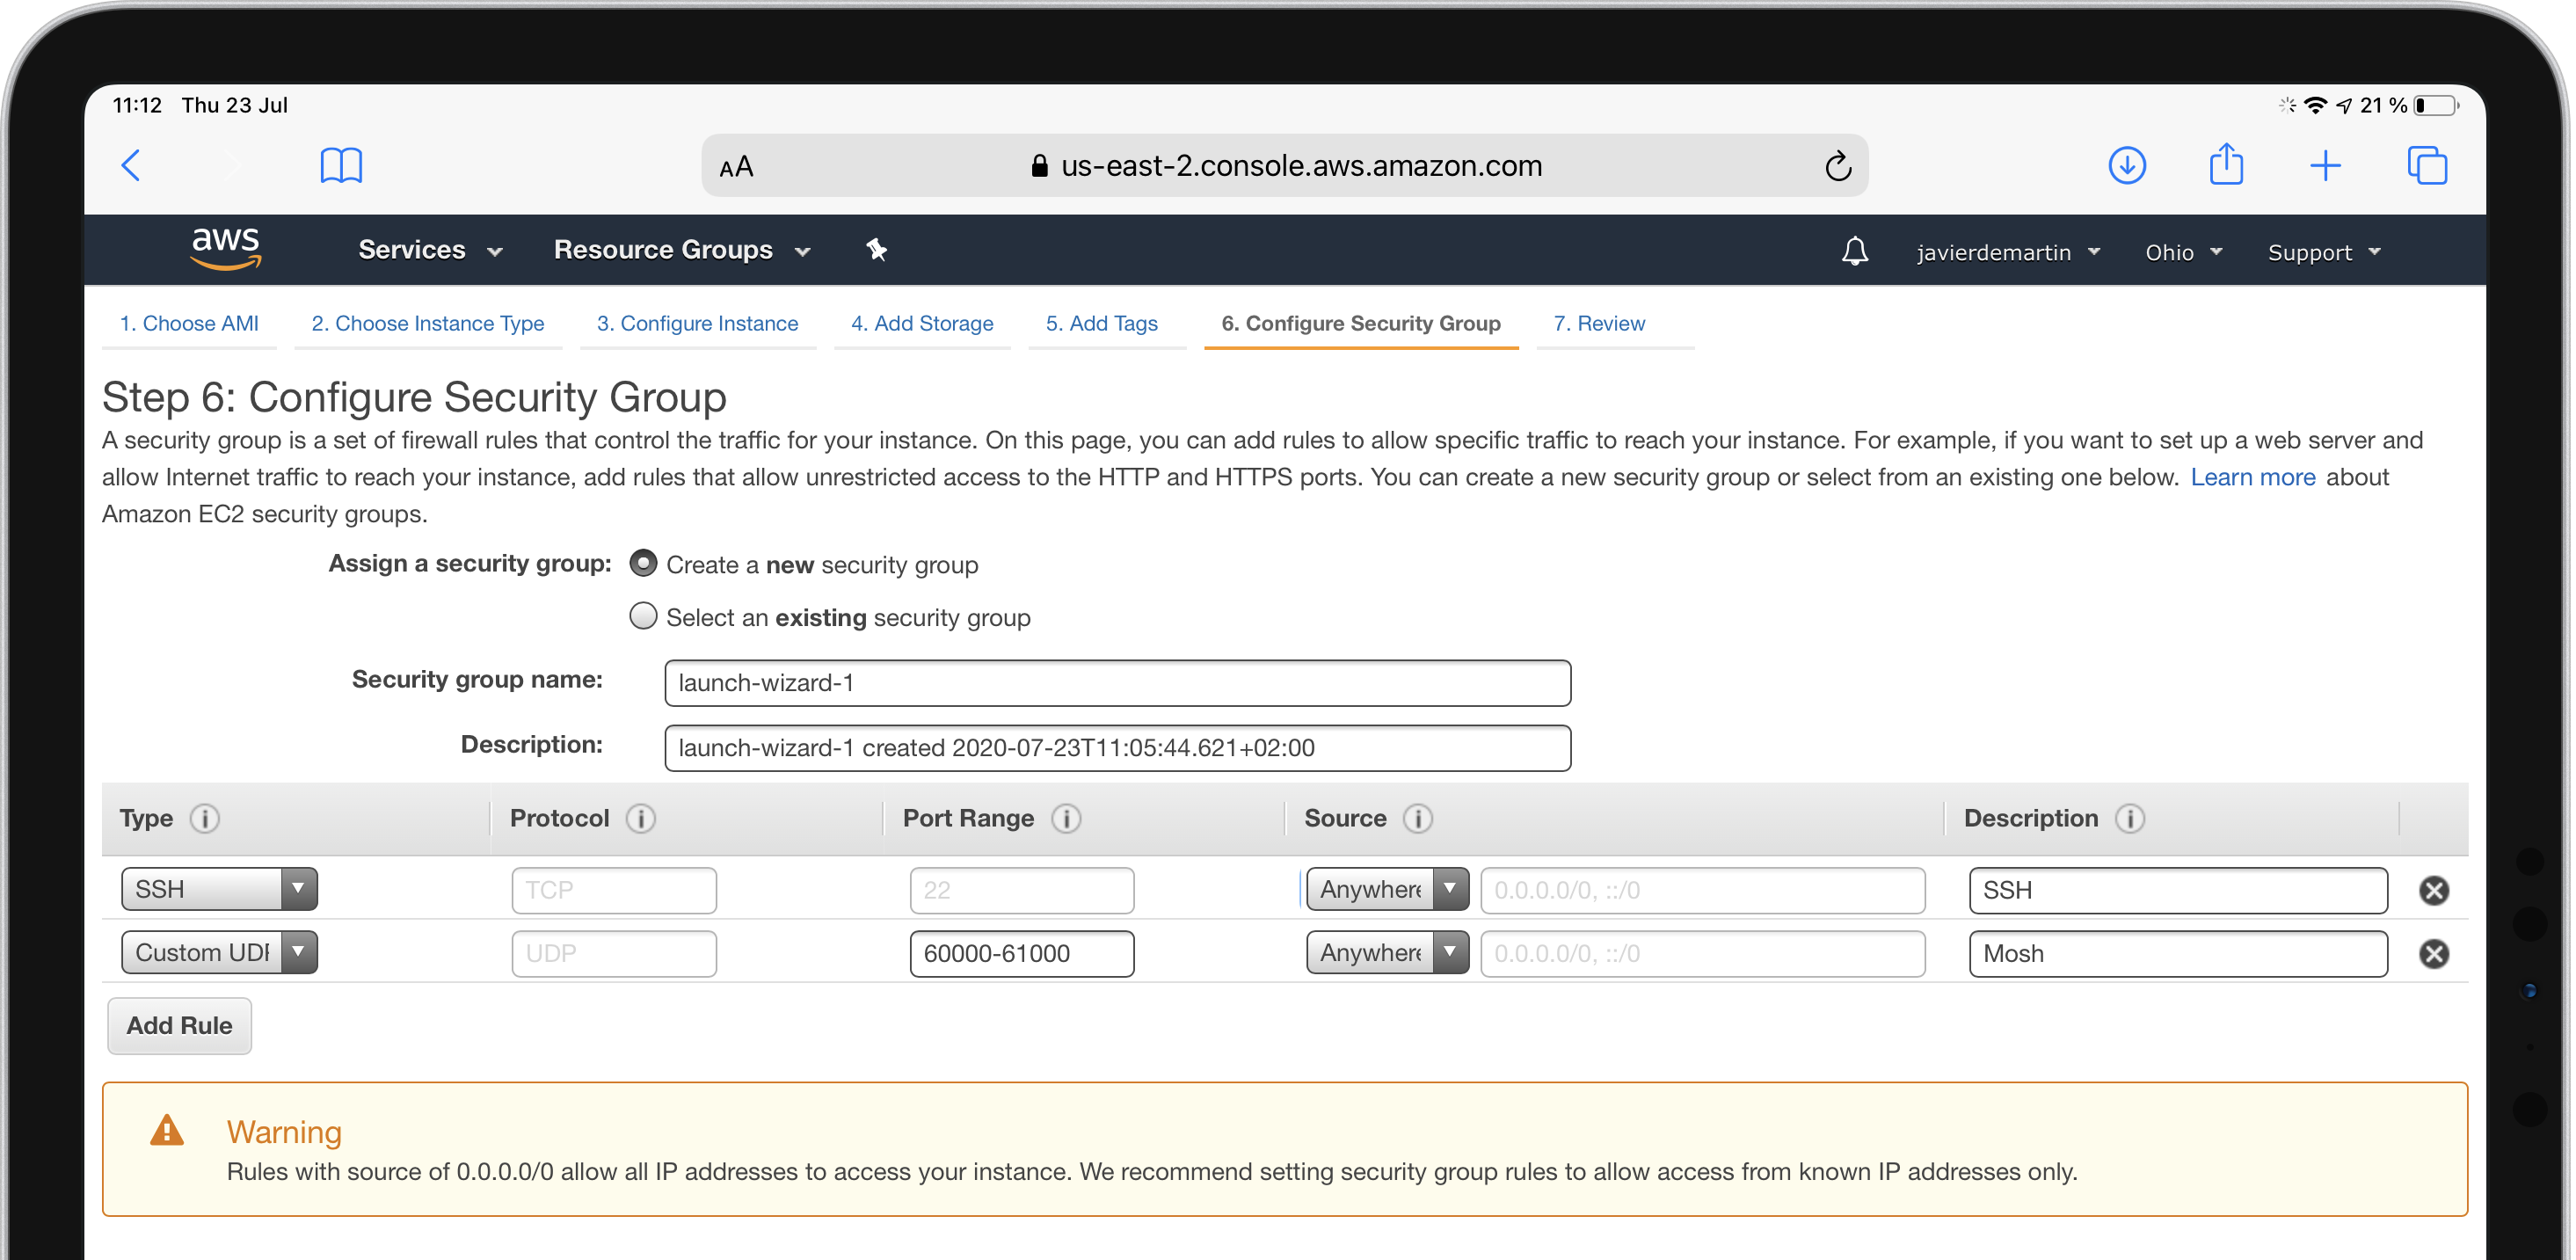 11:12 Thu 23 Jul
21 %
AA us-east-2.console.aws.amazon.com
aws Services Resource Groups javierdemartin Ohio Support
1. Choose AMI 2. Choose Instance Type 3. Configure Instance 4. Add Storage 5. Add Tags 6. Configure Security Group 7. Review
Step 6: Configure Security Group
A security group is a set of firewall rules that control the traffic for your instance. On this page, you can add rules to allow specific traffic to reach your instance. For example, if you want to set up a web server and
allow Internet traffic to reach your instance, add rules that allow unrestricted access to the HTTP and HTTPS ports. You can create a new security group or select from an existing one below. Learn more about
Amazon EC2 security groups.
Assign a security group: Create a new security group
Select an existing security group
Security group name: launch-wizard-1
Description: launch-wizard-1 created 2020-07-23T11:05:44.621+02:00
Type Protocol Port Range Source Description
SSH TCP 22 Anywhere 0.0.0.0/0, ::/0 SSH
Custom UDP UDP 60000-61000 Anywhere 0.0.0.0/0, ::/0 Mosh
Add Rule
Warning
Rules with source of 0.0.0.0/0 allow all IP addresses to access your instance. We recommend setting security group rules to allow access from known IP addresses only.